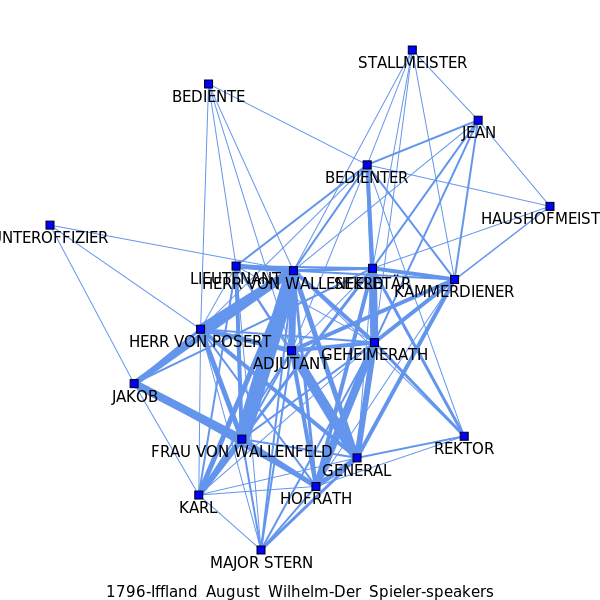 STALLMEISTER
BEDIENTE
JEAN
BEDIENTER
HAUSHOFMEIST
UNTEROFFIZIER
LIEUTENANT
HERR VON WALLENFELD
SEKRETÄR
KAMMERDIENER
HERR VON POSERT
GEHEIMERATH
ADJUTANT
JAKOB
FRAU VON WALLENFELD
REKTOR
GENERAL
HOFRATH
KARL
MAJOR STERN
1796-Iffland_August_Wilhelm-Der_Spieler-speakers